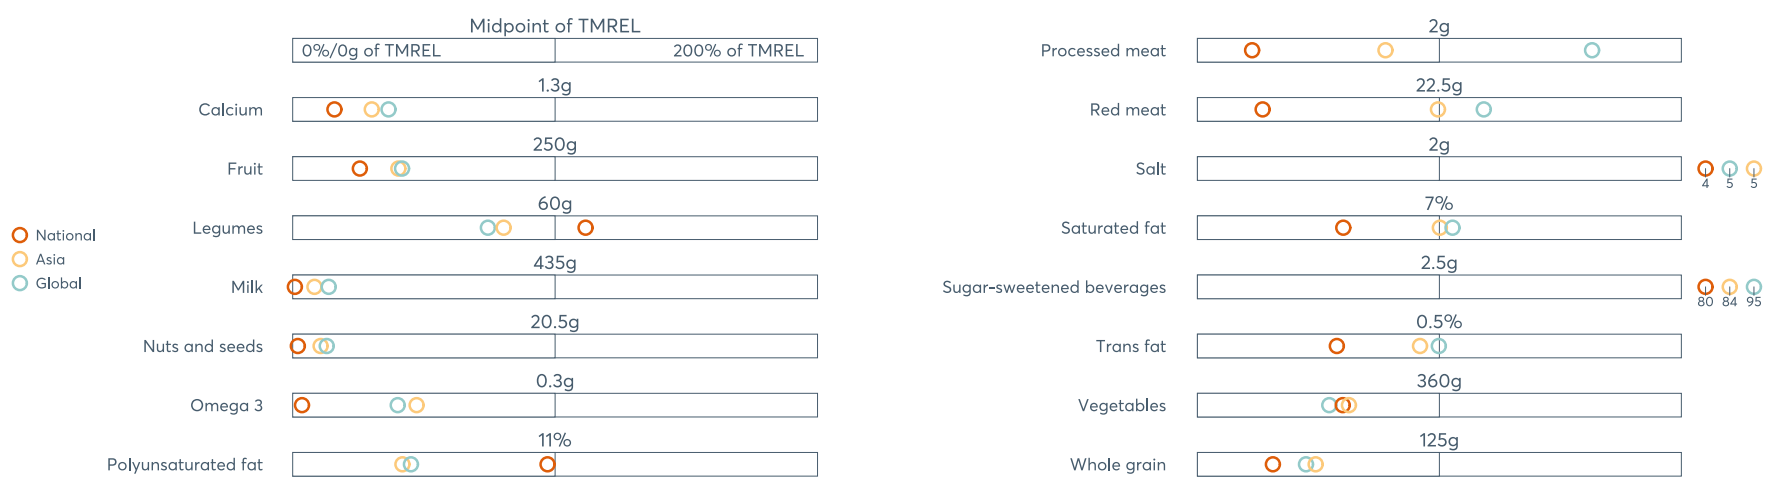 Midpoint of TMREL
0%/0g of TMREL 200% of TMREL
1.3g
Calcium
250g
Fruit
60g
Legumes
435g
Milk
20.5g
Nuts and seeds
0.3g
Omega 3
11%
Polyunsaturated fat
National
Asia
Global
2g
Processed meat
22.5g
Red meat
2g
Salt
4 5 5
7%
Saturated fat
2.5g
Sugar-sweetened beverages
80 84 95
0.5%
Trans fat
360g
Vegetables
125g
Whole grain